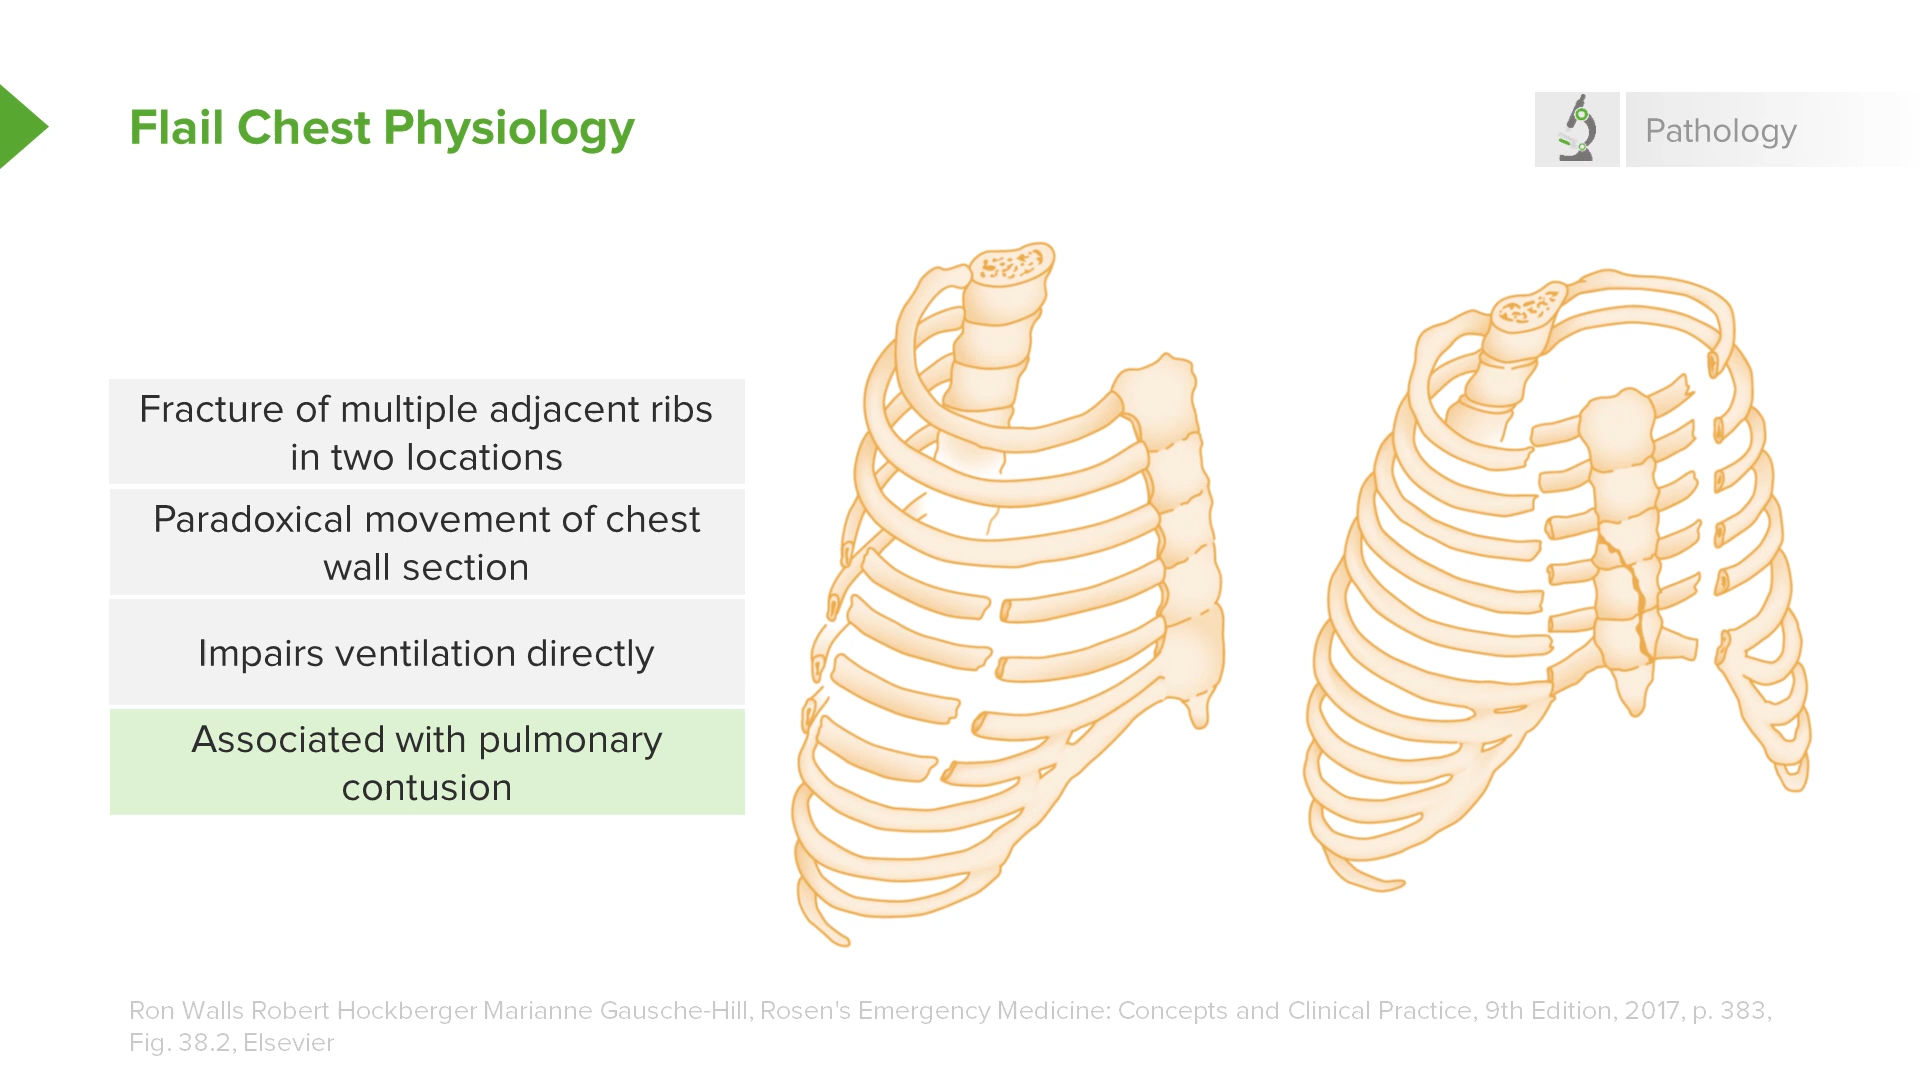 Flail Chest Physiology
Pathology
Fracture of multiple adjacent ribs
in two locations
Paradoxical movement of chest
wall section
Impairs ventilation directly
Associated with pulmonary
contusion
Ron Walls Robert Hockberger Marianne Gausche-Hill, Rosen's Emergency Medicine: Concepts and Clinical Practice, 9th Edition, 2017, p. 383,
Fig. 38.2, Elsevier